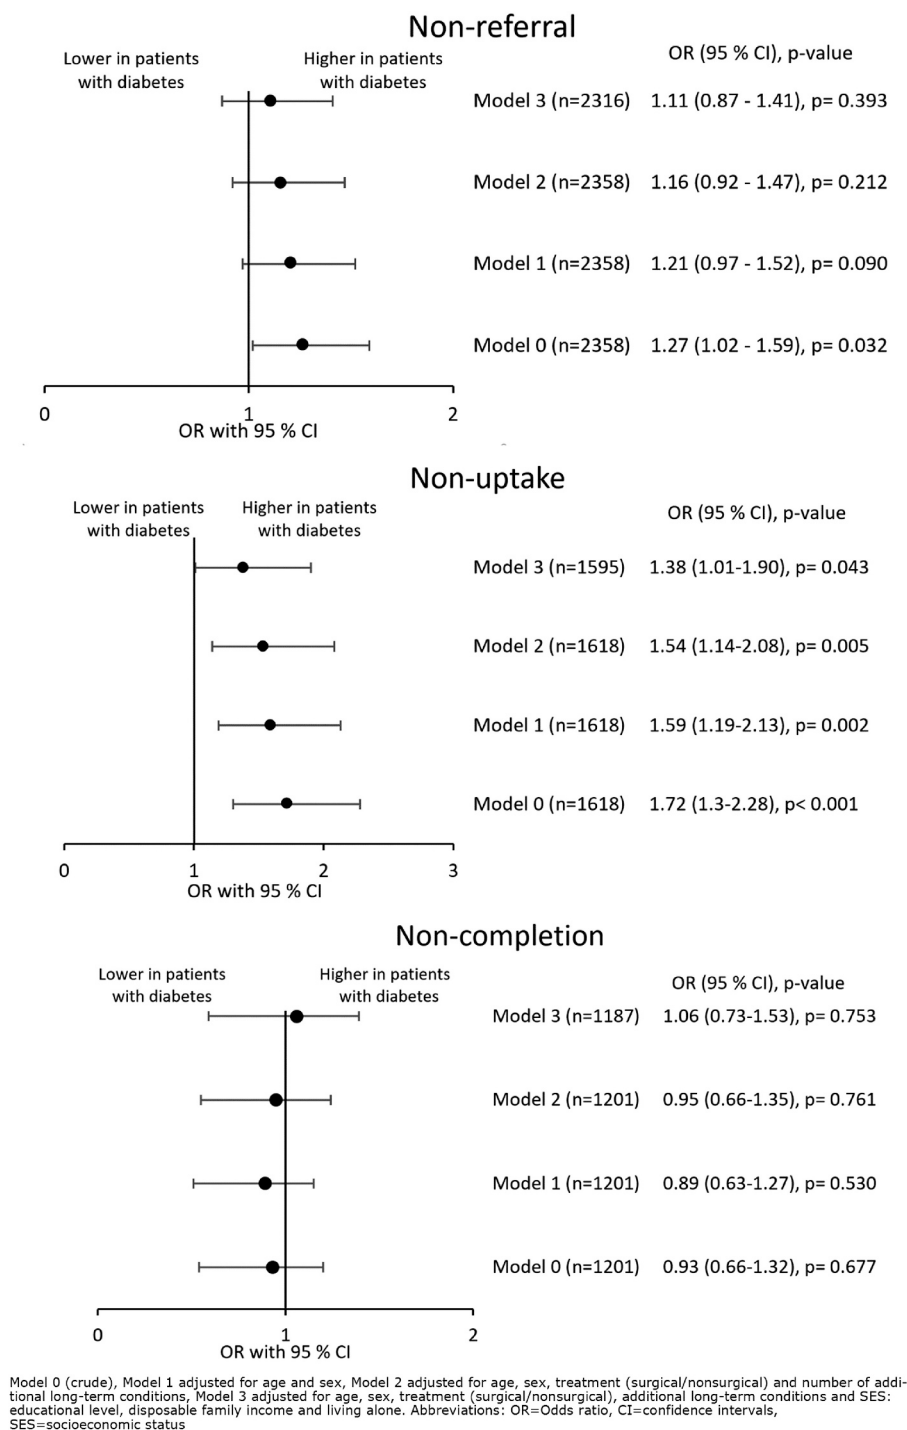 Non-referral
Lower in patients
with diabetes
Higher in patients
with diabetes
OR (95 % CI), p-value
Model 3 (n=2316) 1.11 (0.87 - 1.41), p= 0.393
Model 2 (n=2358) 1.16 (0.92 - 1.47), p= 0.212
Model 1 (n=2358) 1.21 (0.97 - 1.52), p= 0.090
Model 0 (n=2358) 1.27 (1.02 - 1.59), p= 0.032
0 1 2
OR with 95 % CI
Non-uptake
Lower in patients
with diabetes
Higher in patients
with diabetes
OR (95 % CI), p-value
Model 3 (n=1595) 1.38 (1.01-1.90), p= 0.043
Model 2 (n=1618) 1.54 (1.14-2.08), p= 0.005
Model 1 (n=1618) 1.59 (1.19-2.13), p= 0.002
Model 0 (n=1618) 1.72 (1.3-2.28), p< 0.001
0 1 2 3
OR with 95 % CI
Non-completion
Lower in patients
with diabetes
Higher in patients
with diabetes
OR (95 % CI), p-value
Model 3 (n=1187) 1.06 (0.73-1.53), p= 0.753
Model 2 (n=1201) 0.95 (0.66-1.35), p= 0.761
Model 1 (n=1201) 0.89 (0.63-1.27), p= 0.530
Model 0 (n=1201) 0.93 (0.66-1.32), p= 0.677
0 1 2
OR with 95 % CI
Model 0 (crude), Model 1 adjusted for age and sex, Model 2 adjusted for age, sex, treatment (surgical/nonsurgical) and number of addi-
tional long-term conditions, Model 3 adjusted for age, sex, treatment (surgical/nonsurgical), additional long-term conditions and SES:
educational level, disposable family income and living alone. Abbreviations: OR=Odds ratio, CI=confidence intervals,
SES=socioeconomic status